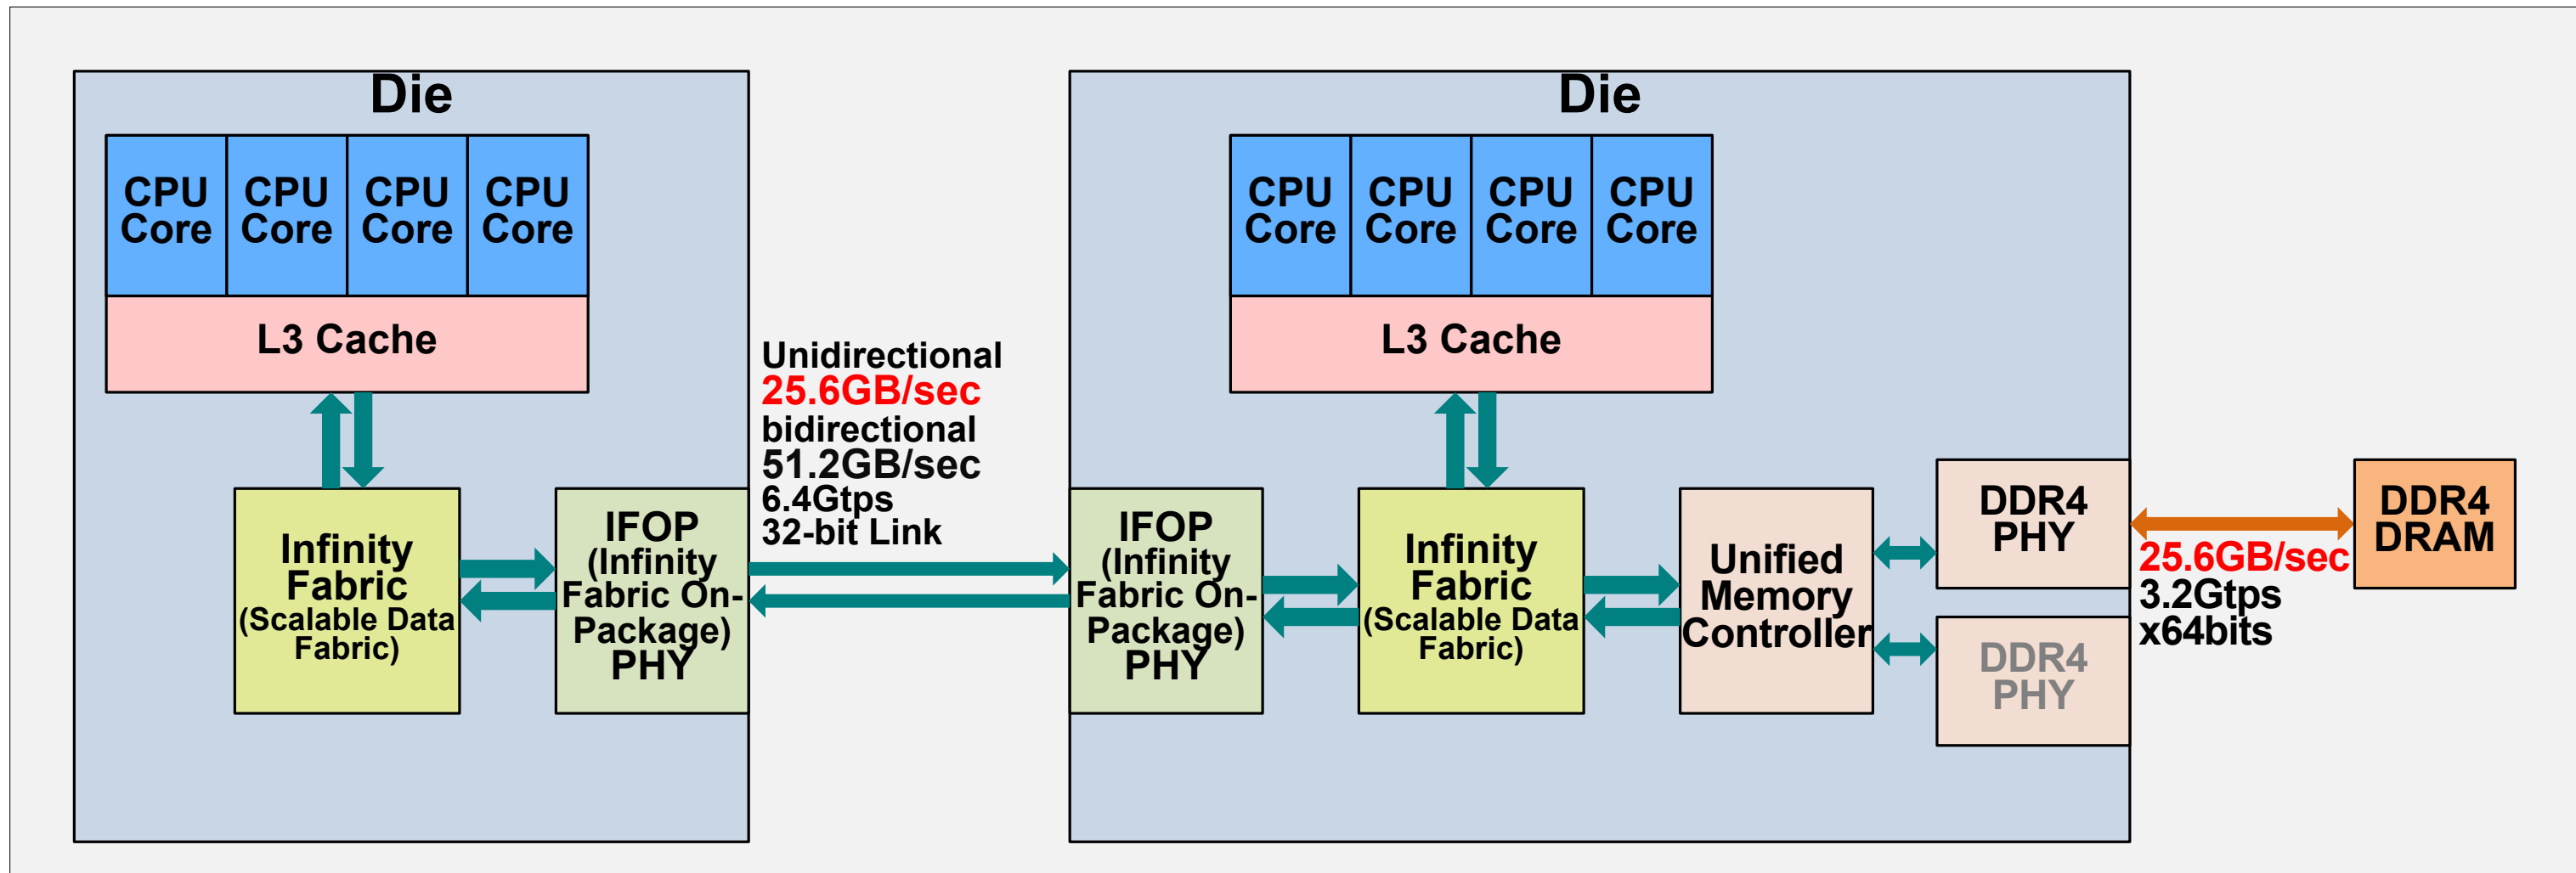 Die
CPU
Core
CPU
Core
CPU
Core
CPU
Core
L3 Cache
Infinity
Fabric
(Scalable Data
Fabric)
IFOP
(Infinity
Fabric On-
Package)
PHY
Unidirectional
25.6GB/sec
bidirectional
51.2GB/sec
6.4Gtps
32-bit Link
Die
CPU
Core
CPU
Core
CPU
Core
CPU
Core
L3 Cache
IFOP
(Infinity
Fabric On-
Package)
PHY
Infinity
Fabric
(Scalable Data
Fabric)
Unified
Memory
Controller
DDR4
PHY
DDR4
PHY
25.6GB/sec
3.2Gtps
x64bits
DDR4
DRAM